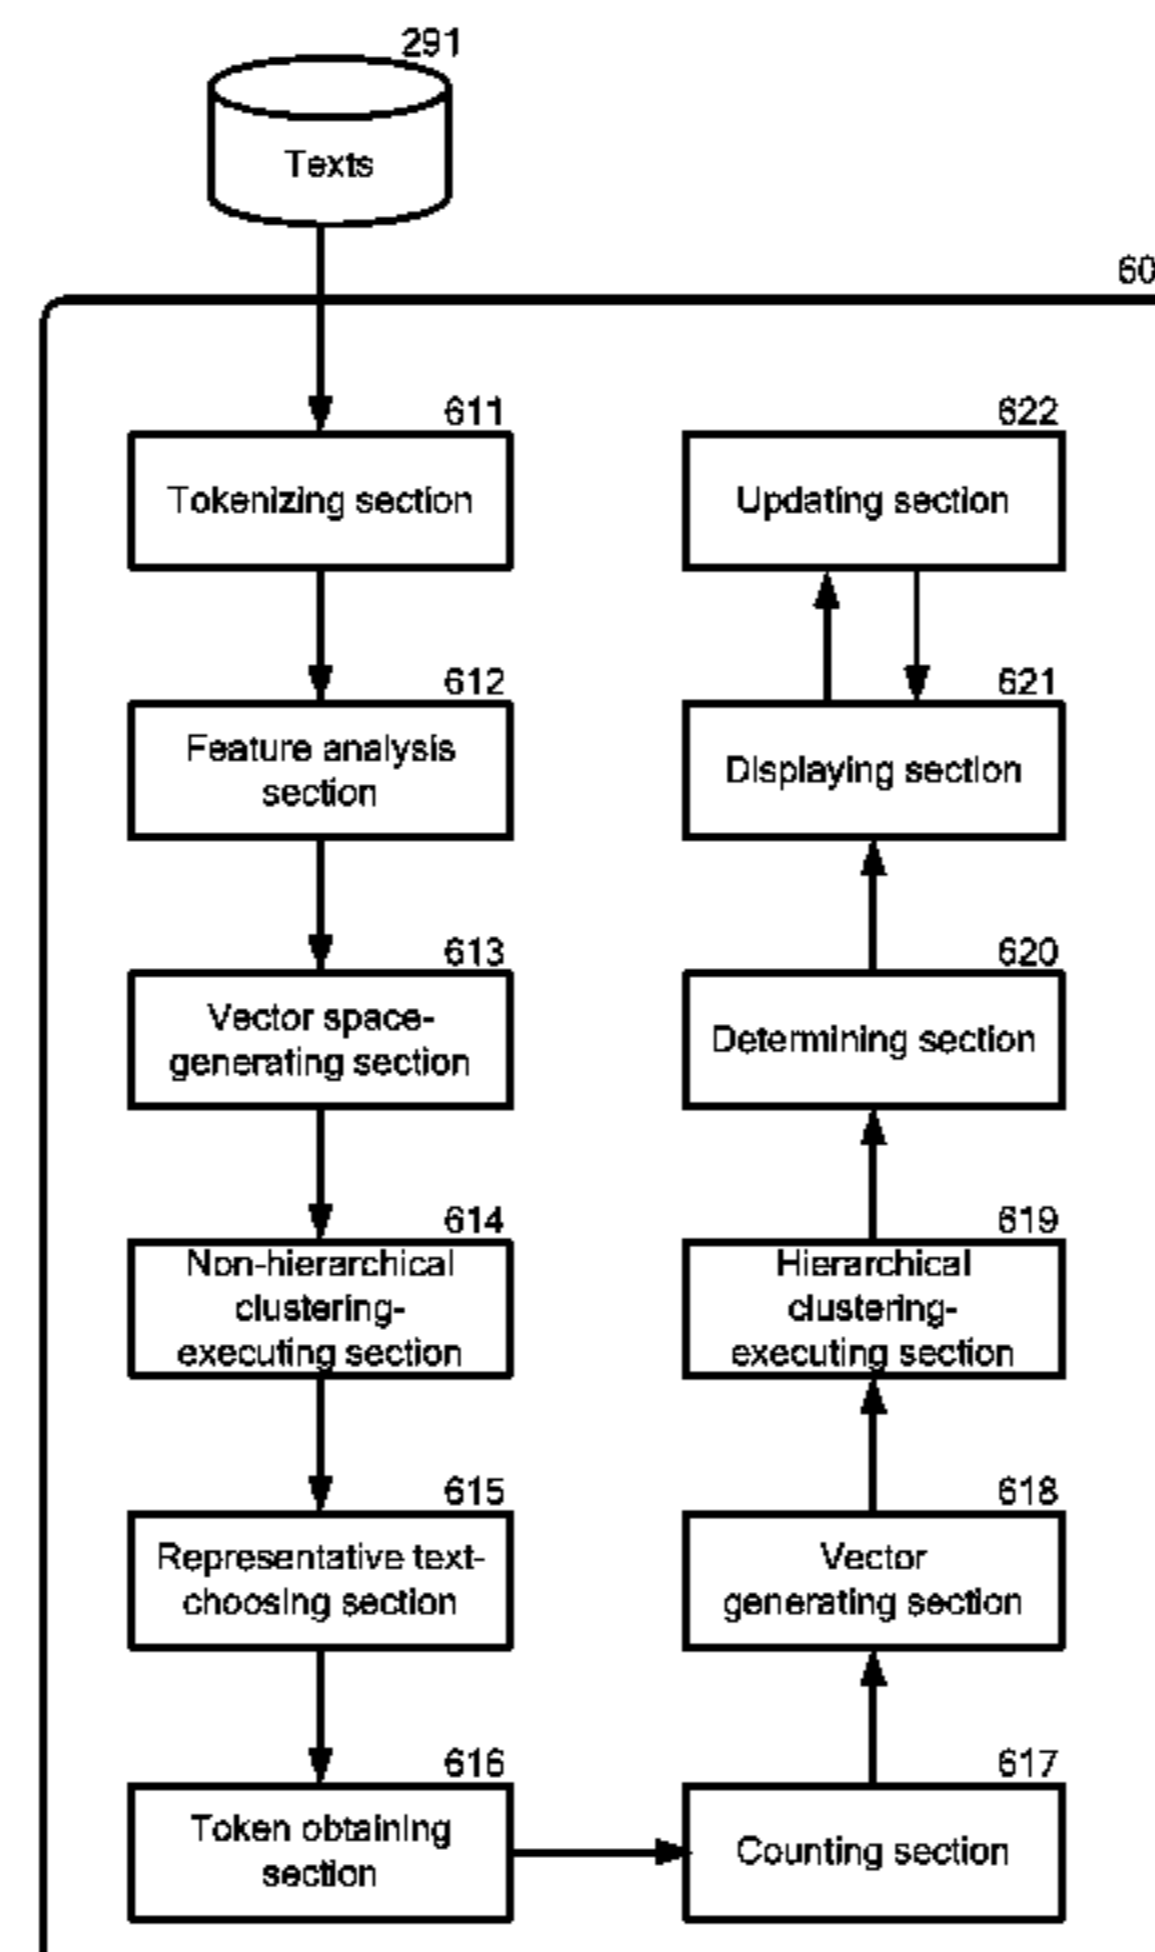 291
Texts
60
611
Tokenizing section
612
Feature analysis
section
613
Vector space-
generating section
614
Non-hierarchical
clustering-
executing section
615
Representative text-
choosing section
616
Token obtaining
section
622
Updating section
621
Displaying section
620
Determining section
619
Hierarchical
clustering-
executing section
618
Vector
generating section
617
Counting section